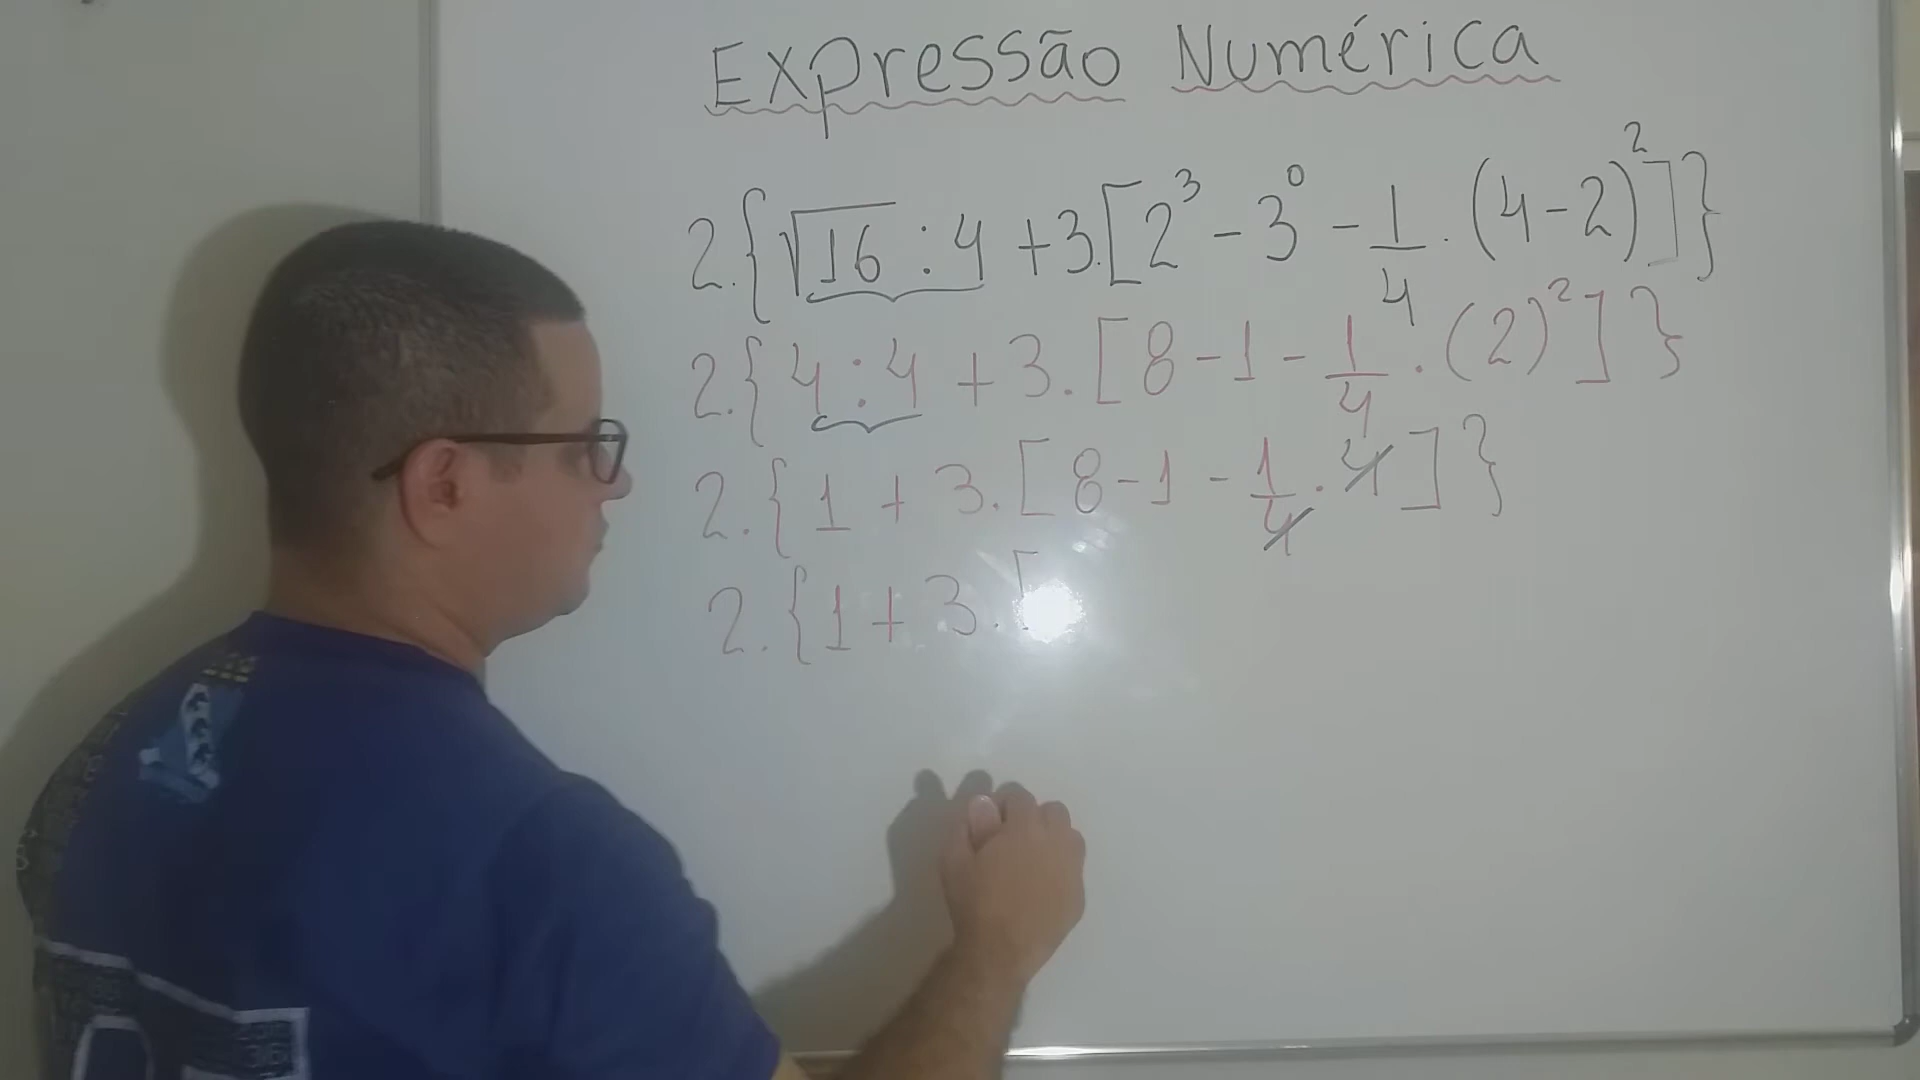 Expressão Numérica
2.{√16 : 4 + 3.[2³ - 3⁰ - 1/4 . (4-2)²]}
2.{4 : 4 + 3.[8 - 1 - 1/4 . (2)²]}
2.{1 + 3.[8 - 1 - 1/4 . 4]}
2.{1 + 3.[